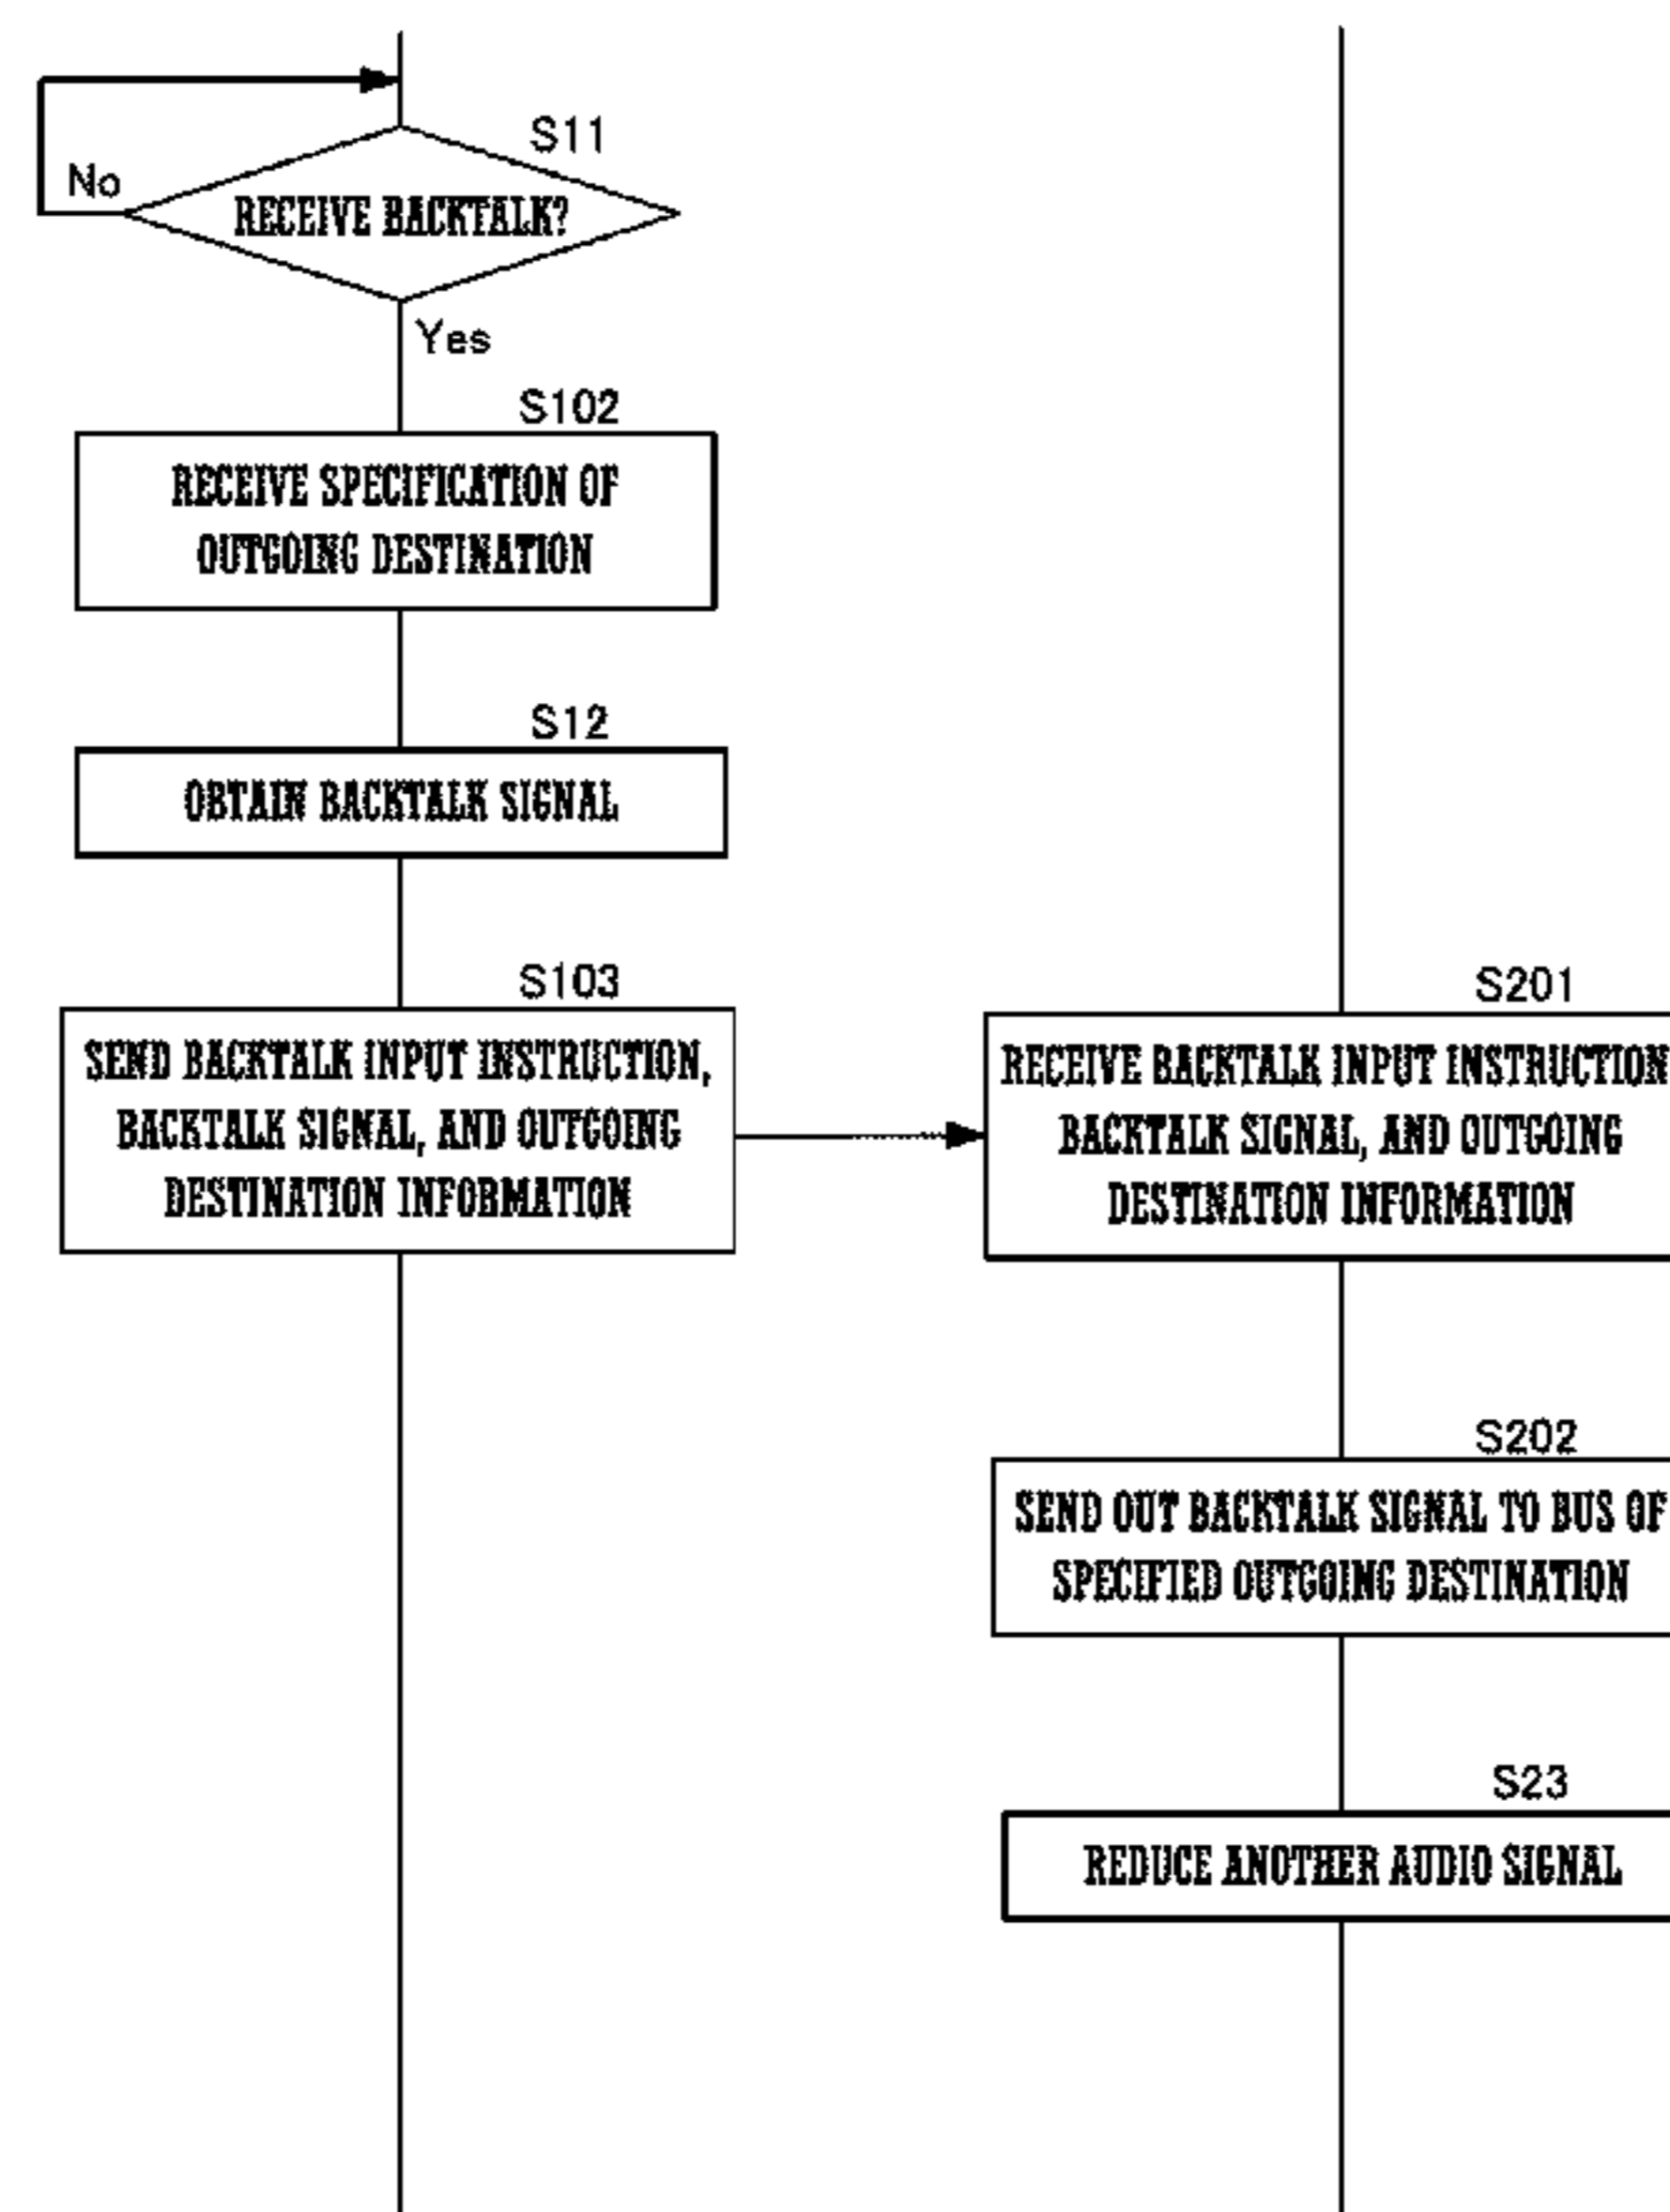 S11
No
RECEIVE BACKTALK?
Yes
S102
RECEIVE SPECIFICATION OF
OUTGOING DESTINATION
S12
OBTAIN BACKTALK SIGNAL
S103
SEND BACKTALK INPUT INSTRUCTION,
BACKTALK SIGNAL, AND OUTGOING
DESTINATION INFORMATION
S201
RECEIVE BACKTALK INPUT INSTRUCTION
BACKTALK SIGNAL, AND OUTGOING
DESTINATION INFORMATION
S202
SEND OUT BACKTALK SIGNAL TO BUS OF
SPECIFIED OUTGOING DESTINATION
S23
REDUCE ANOTHER AUDIO SIGNAL